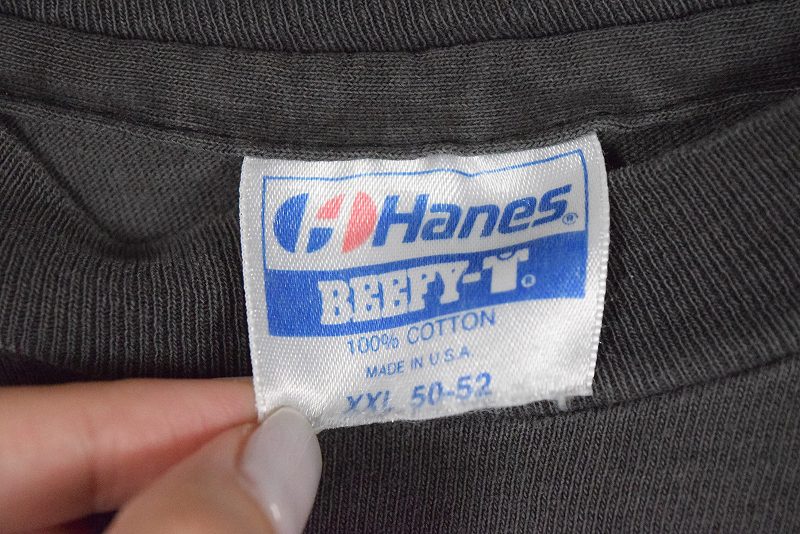 Hanes®
BEEFY-T®
100% COTTON
MADE IN U.S.A.
XXL 50-52